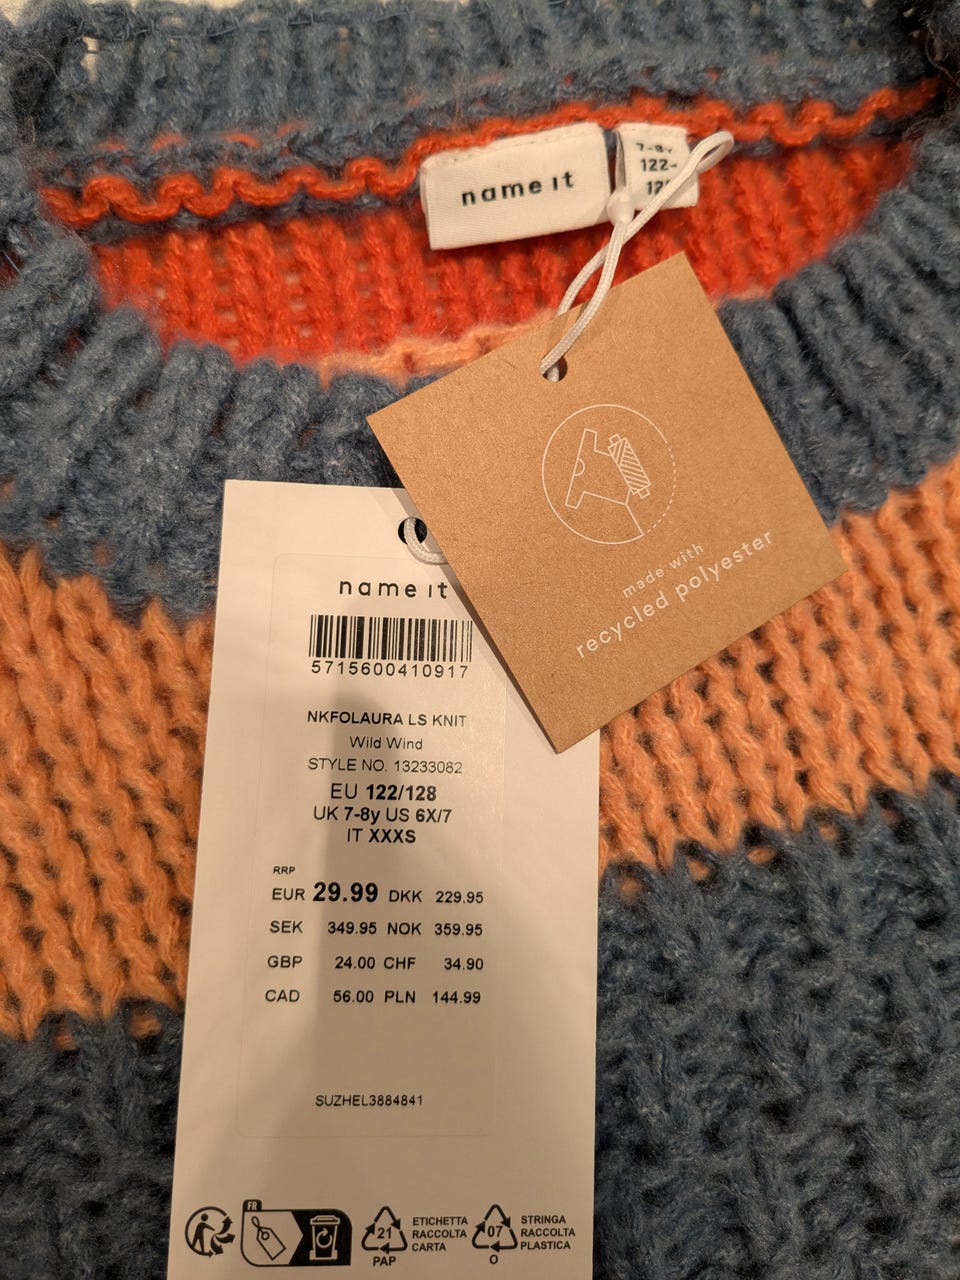 name it
7-8y
122-
made with
recycled polyester
name it
5715600410917
NKFOLAURA LS KNIT
Wild Wind
STYLE NO. 13233082
EU 122/128
UK 7-8y US 6X/7
IT XXXS
RRP
EUR 29.99 DKK 229.95
SEK 349.95 NOK 359.95
GBP 24.00 CHF 34.90
CAD 56.00 PLN 144.99
SUZHEL3884841
FR
21
PAP
ETICHETTA
RACCOLTA
CARTA
07
O
STRINGA
RACCOLTA
PLASTICA